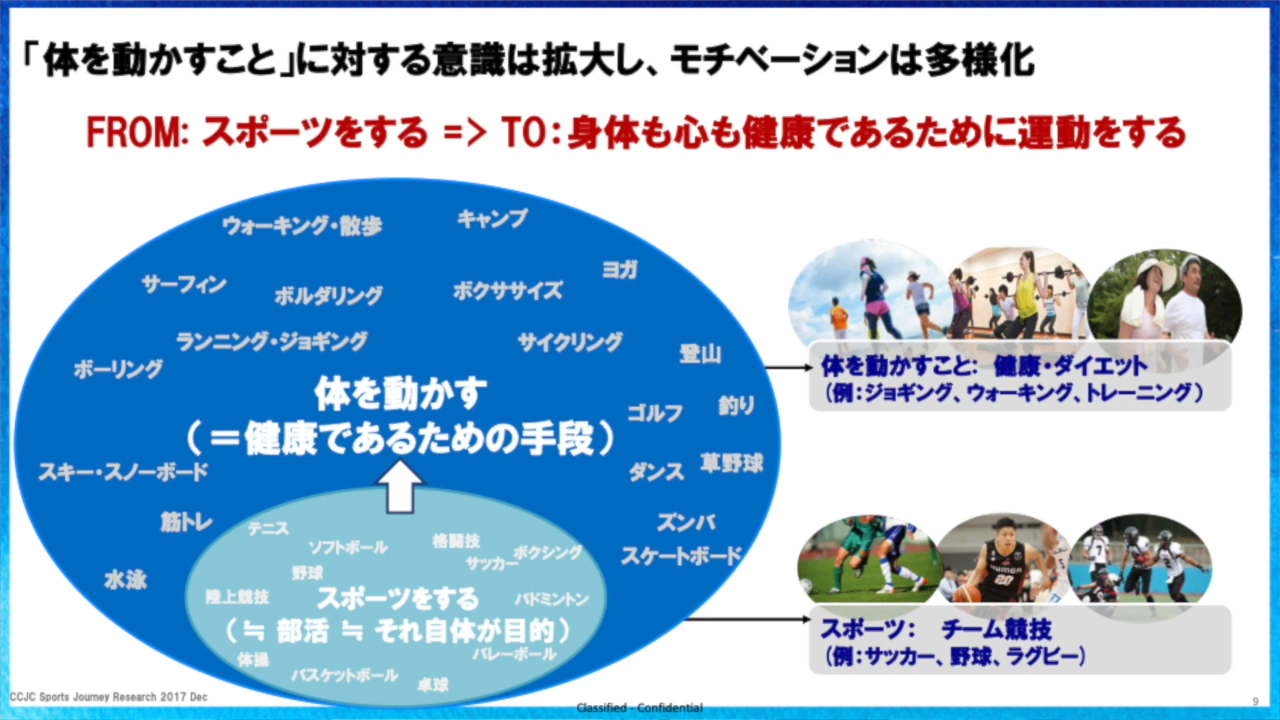 「体を動かすこと」に対する意識は拡大し、モチベーションは多様化
FROM: スポーツをする => TO：身体も心も健康であるために運動をする
ウォーキング・散歩
キャンプ
サーフィン
ボルダリング
ボクササイズ
ヨガ
ランニング・ジョギング
サイクリング
ボーリング
登山
体を動かす
（＝健康であるための手段）
ゴルフ
釣り
スキー・スノーボード
ダンス
草野球
筋トレ
ズンバ
水泳
スケートボード
テニス
ソフトボール
格闘技
サッカー
ボクシング
野球
陸上競技
スポーツをする
バドミントン
（≒ 部活 ≒ それ自体が目的）
体操
バレーボール
バスケットボール
卓球
体を動かすこと: 健康・ダイエット
（例：ジョギング、ウォーキング、トレーニング）
スポーツ： チーム競技
（例：サッカー、野球、ラグビー）
human
20
7
2
CCJC Sports Journey Research 2017 Dec
Classified - Confidential
9